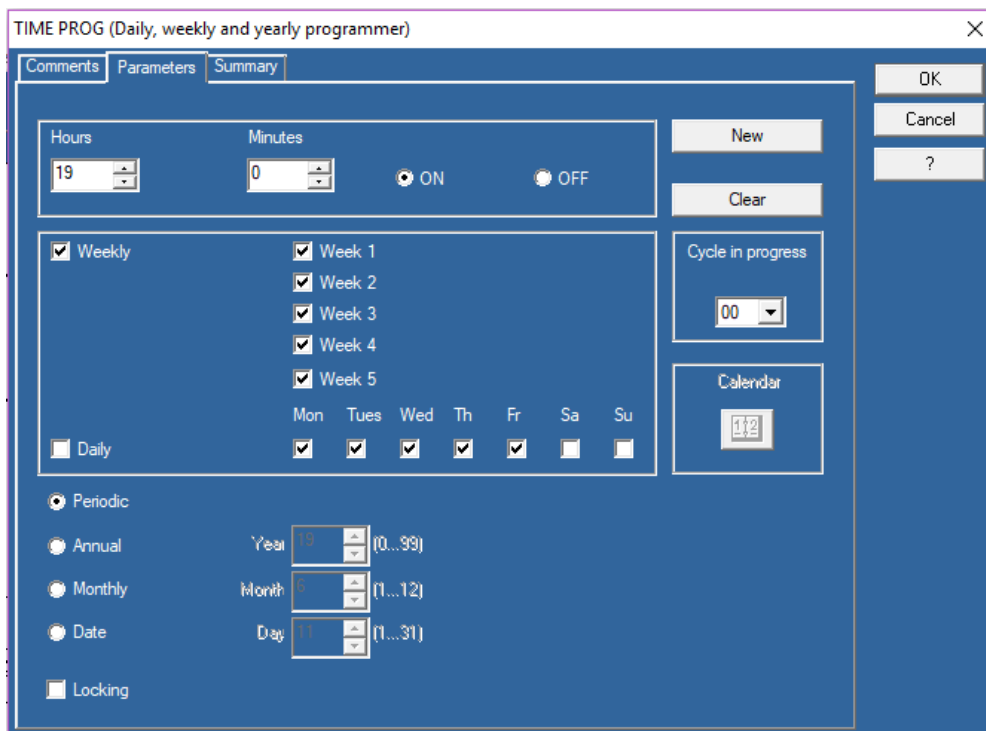 TIME PROG (Daily, weekly and yearly programmer)
Comments Parameters Summary
OK
Cancel
?
Hours Minutes
19 0 ON OFF
New
Clear
Weekly Week 1
Week 2
Week 3
Week 4
Week 5
Mon Tues Wed Th Fr Sa Su
Daily
Cycle in progress
00
Calendar
1 2
Periodic
Annual Year 19 (0...99)
Monthly Month 6 (1...12)
Date Day 11 (1...31)
Locking